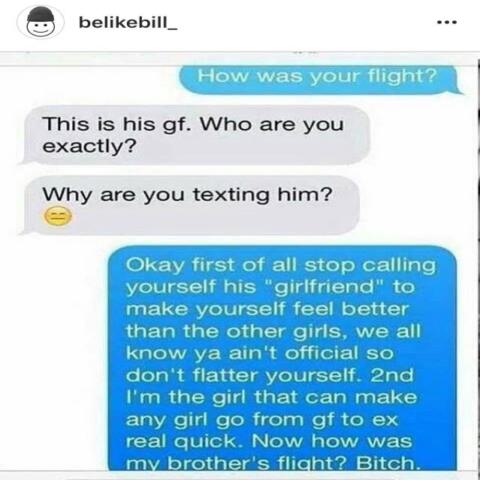 belikebill_
How was your flight?
This is his gf. Who are you
exactly?
Why are you texting him?
Okay first of all stop calling
yourself his "girlfriend" to
make yourself feel better
than the other girls, we all
know ya ain't official so
don't flatter yourself. 2nd
I'm the girl that can make
any girl go from gf to ex
real quick. Now how was
my brother's flight? Bitch.